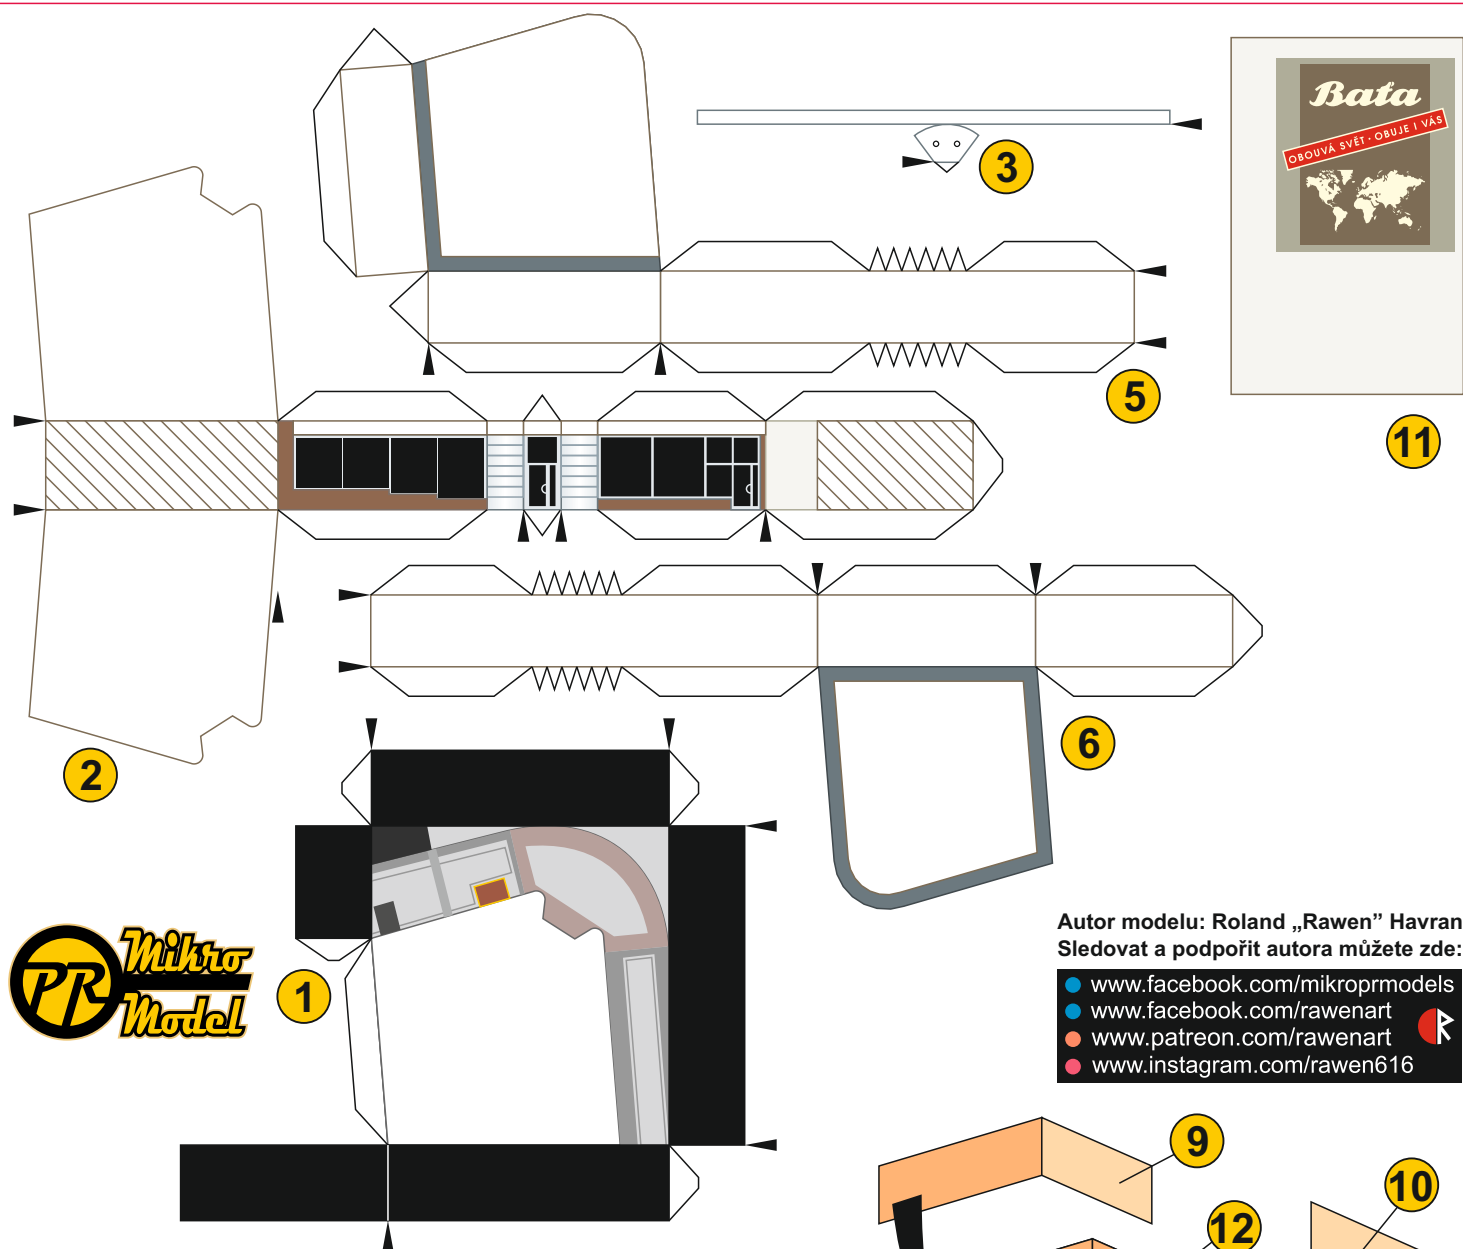 Baťa
OBOUVÁ SVĚT · OBUJE I VÁS
3
5
11
2
6
1
PR
Mikro
Model
Autor modelu: Roland „Rawen” Havran
Sledovat a podpořit autora můžete zde:
www.facebook.com/mikroprmodels
www.facebook.com/rawenart
www.patreon.com/rawenart
www.instagram.com/rawen616
9
10
12